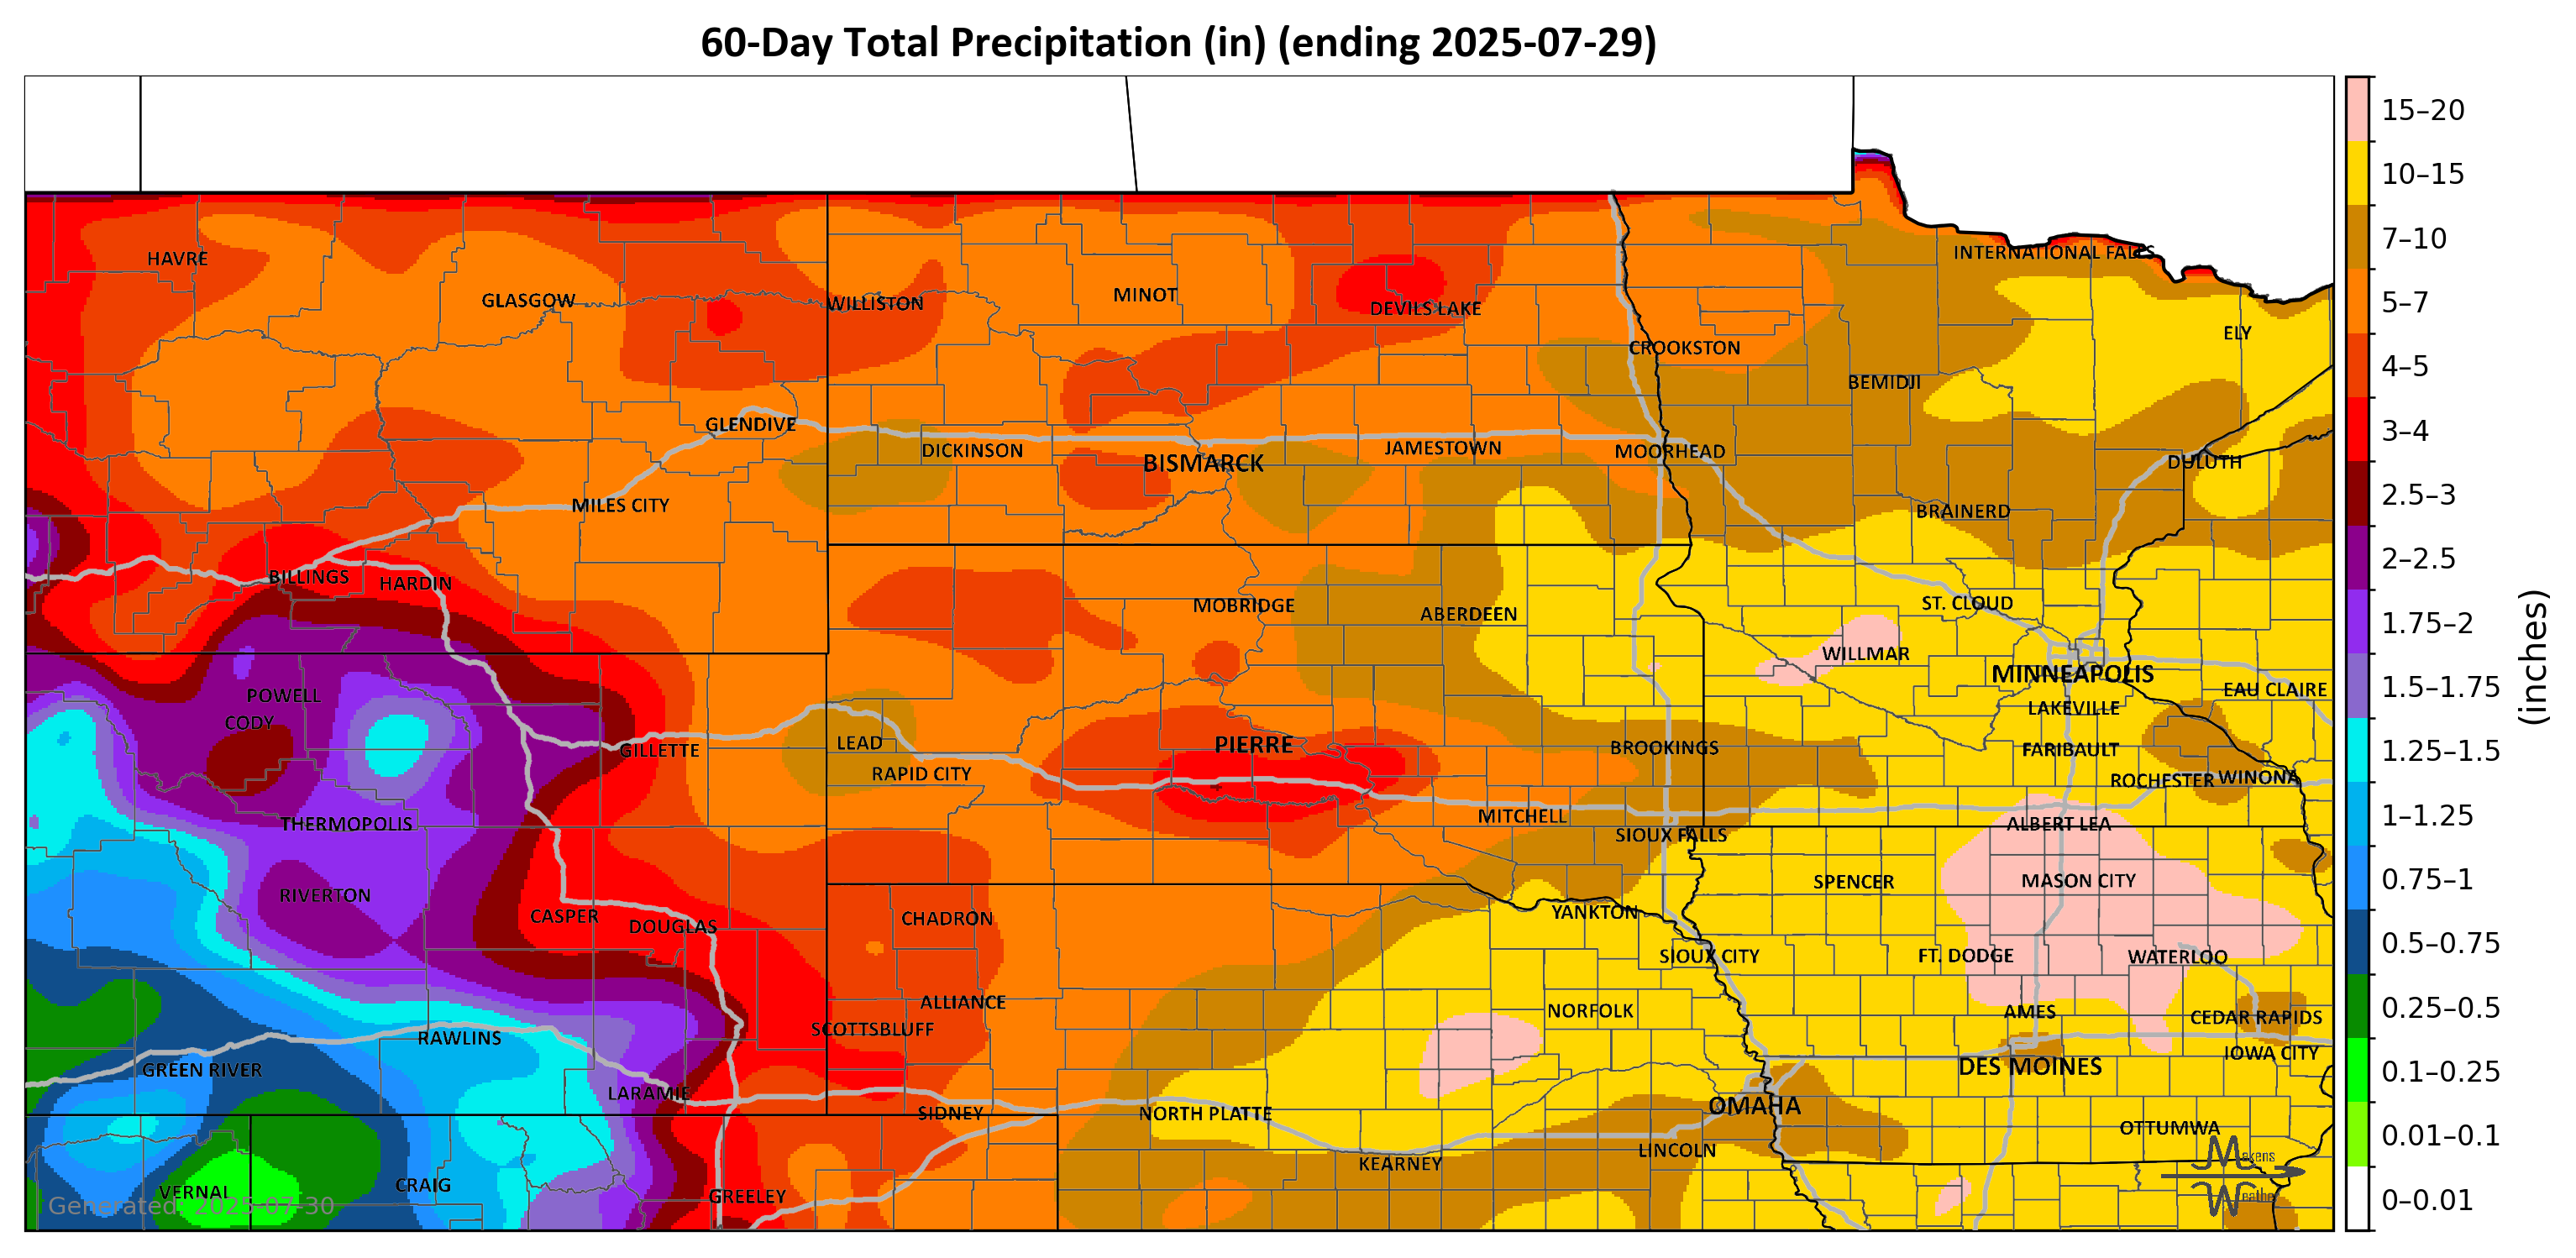 60-Day Total Precipitation (in) (ending 2025-07-29)
15–20
10–15
7–10
5–7
4–5
3–4
2.5–3
2–2.5
1.75–2
1.5–1.75
1.25–1.5
1–1.25
0.75–1
0.5–0.75
0.25–0.5
0.1–0.25
0.01–0.1
0–0.01
(inches)
INTERNATIONAL FALLS
HAVRE
GLASGOW
WILLISTON
MINOT
DEVILS LAKE
ELY
CROOKSTON
BEMIDJI
GLENDIVE
DICKINSON
BISMARCK
JAMESTOWN
MOORHEAD
DULUTH
MILES CITY
BRAINERD
BILLINGS
HARDIN
MOBRIDGE
ABERDEEN
ST. CLOUD
WILLMAR
MINNEAPOLIS
EAU CLAIRE
POWELL
CODY
LAKEVILLE
GILLETTE
LEAD
PIERRE
BROOKINGS
FARIBAULT
RAPID CITY
ROCHESTER
WINONA
THERMOPOLIS
MITCHELL
SIOUX FALLS
ALBERT LEA
RIVERTON
SPENCER
MASON CITY
CASPER
DOUGLAS
CHADRON
YANKTON
SIOUX CITY
FT. DODGE
WATERLOO
ALLIANCE
NORFOLK
AMES
CEDAR RAPIDS
SCOTTSBLUFF
RAWLINS
GREEN RIVER
DES MOINES
IOWA CITY
LARAMIE
SIDNEY
NORTH PLATTE
OMAHA
OTTUMWA
KEARNEY
LINCOLN
VERNAL
CRAIG
GREELEY
Generated: 2025-07-30
Makens
Weather